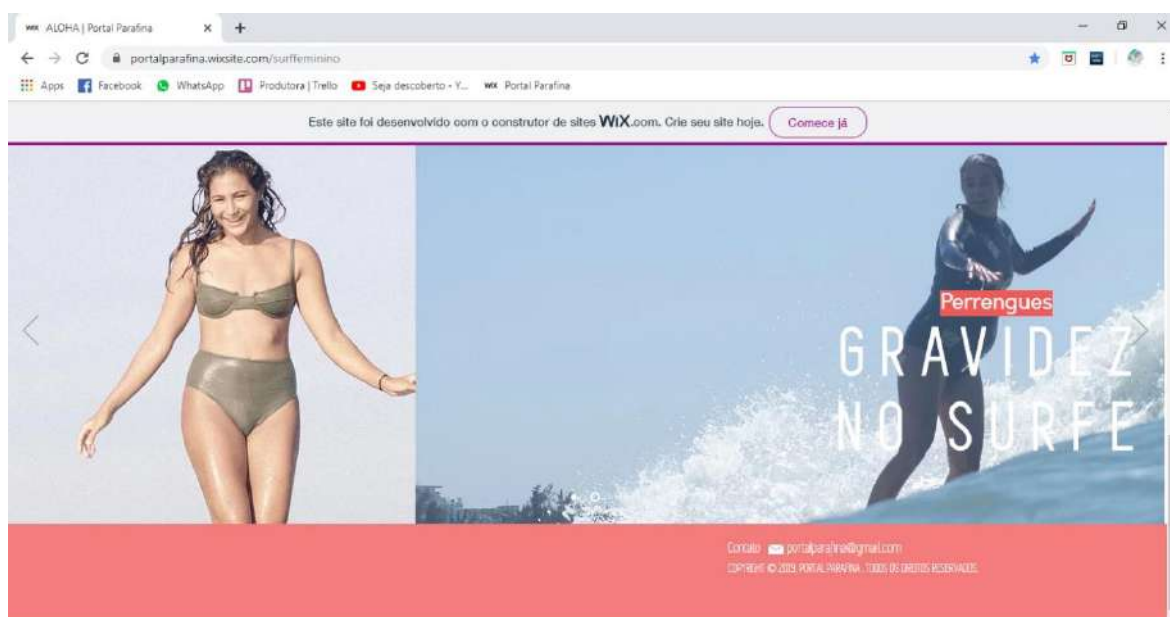 WIX ALOHA | Portal Parafina
portalparafina.wixsite.com/surffeminino
Apps Facebook WhatsApp Produtora | Trello Seja descoberto - Y... WIX Portal Parafina
Este site foi desenvolvido com o construtor de sites WiX.com. Crie seu site hoje. Comece já
Perrengues
GRAVIDEZ
NO SURFE
Contato portalparafina@gmail.com
COPYRIGHT © 2019. PORTAL PARAFINA . TODOS OS DIREITOS RESERVADOS.